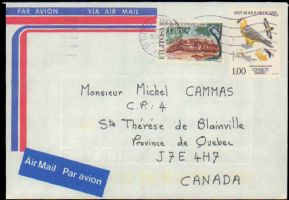 PAR AVION VIA AIR MAIL
FILITOSA
REPUBLIQUE FRANÇAISE
1,00
Monsieur Michel CAMMAS
C.P.: 4
Ste Thérèse de Blainville
Province de Quebec
J7E 4H7
CANADA
Air Mail Par avion